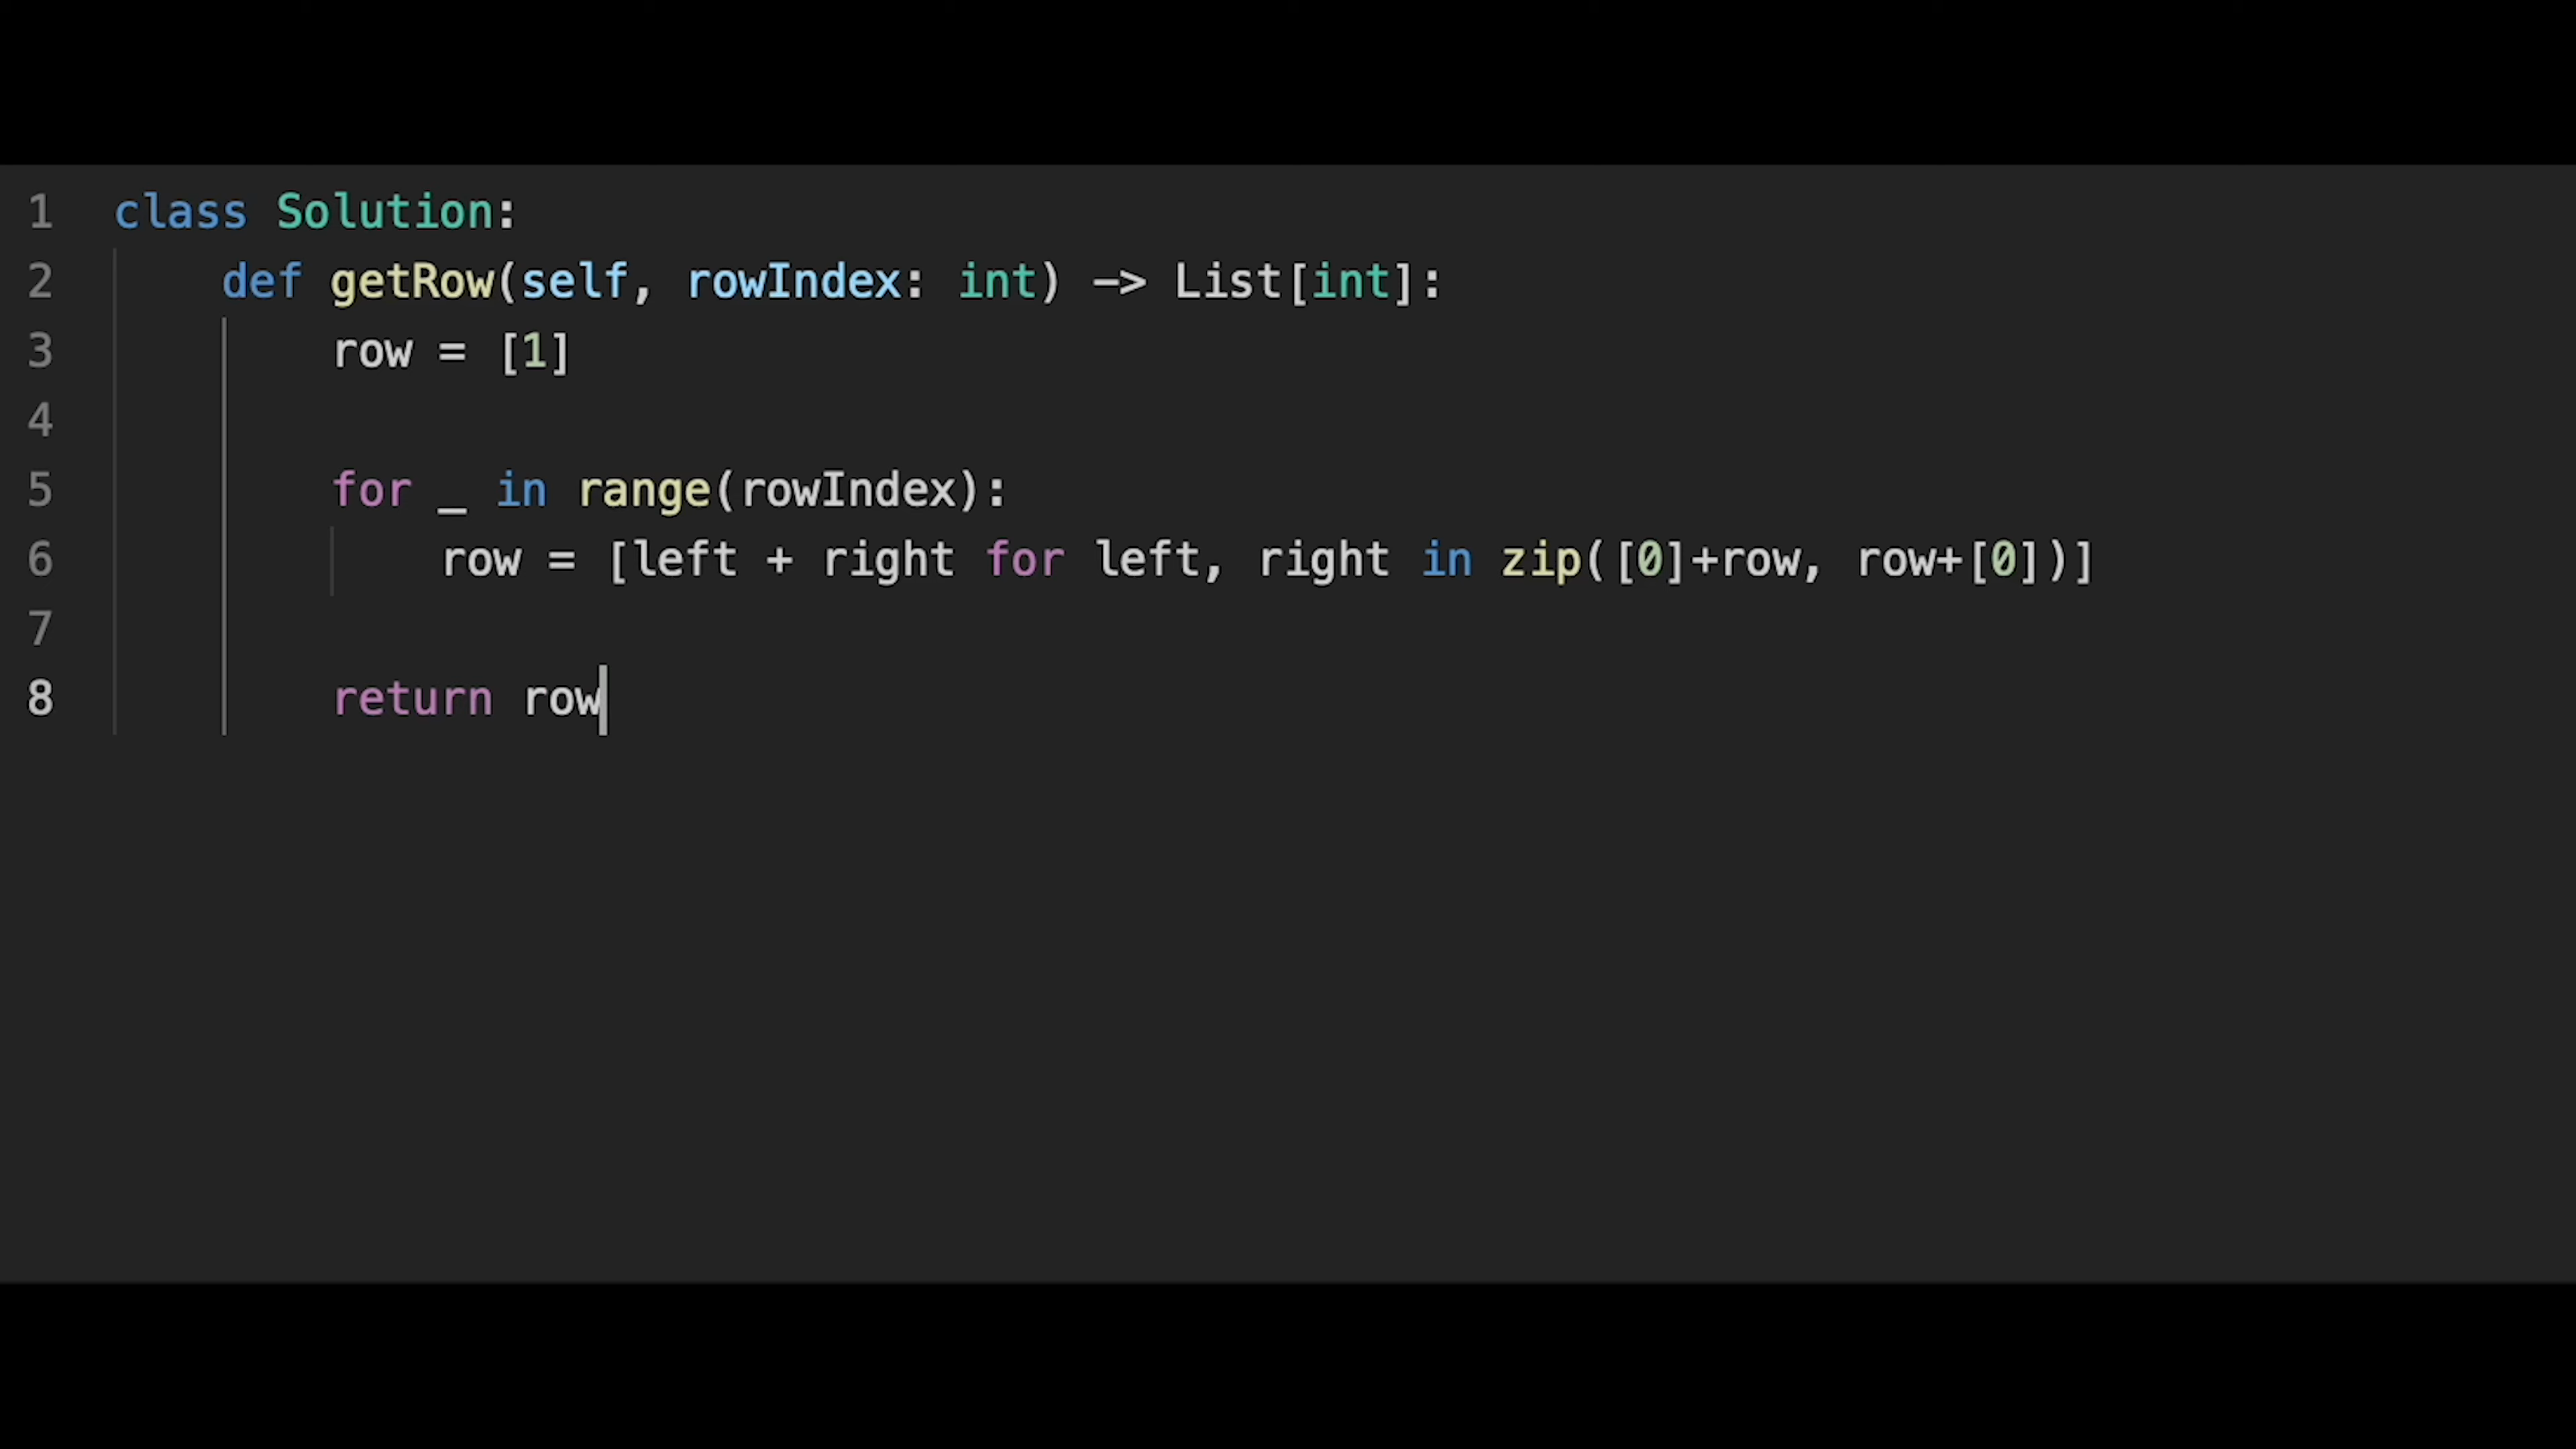 1 class Solution:
2     def getRow(self, rowIndex: int) -> List[int]:
3         row = [1]
4
5         for _ in range(rowIndex):
6             row = [left + right for left, right in zip([0]+row, row+[0])]
7
8         return row